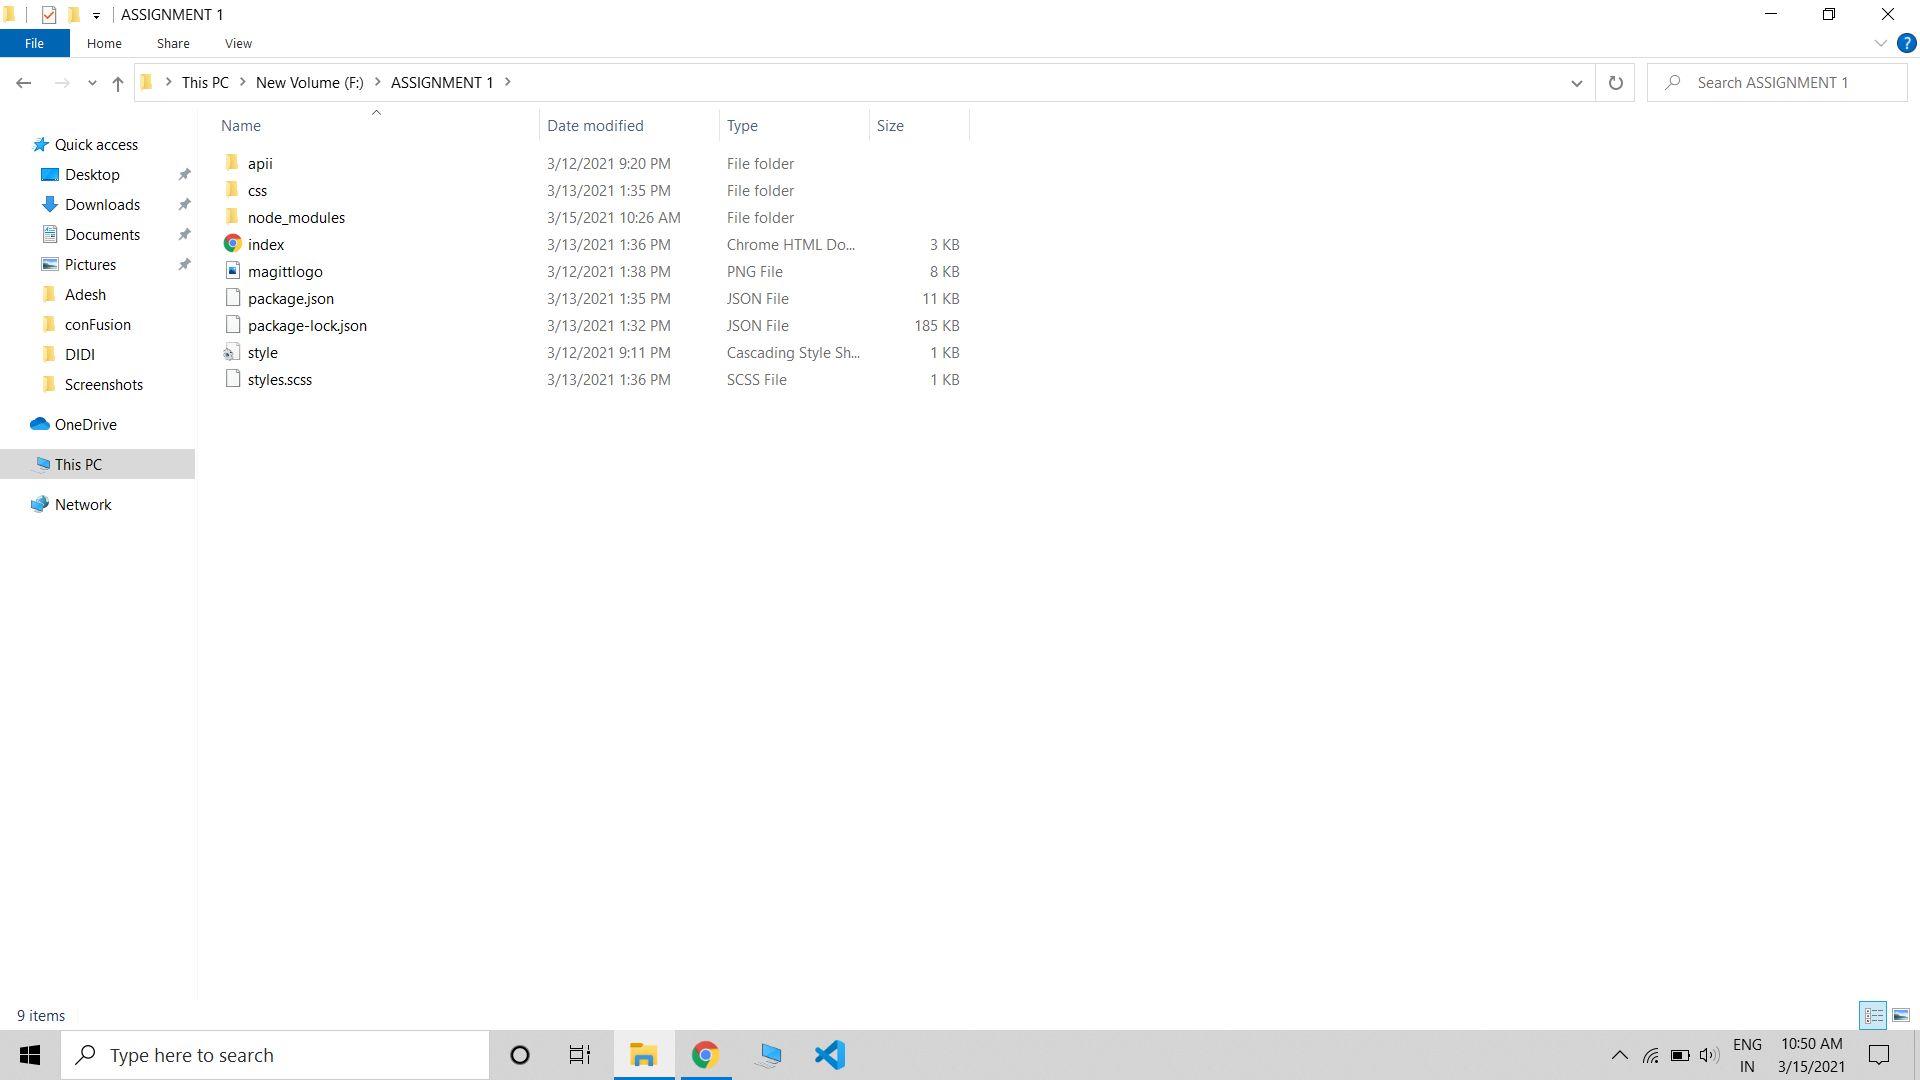 ASSIGNMENT 1
File Home Share View
This PC New Volume (F:) ASSIGNMENT 1
Search ASSIGNMENT 1
Name Date modified Type Size
Quick access
Desktop
Downloads
Documents
Pictures
Adesh
conFusion
DIDI
Screenshots
OneDrive
This PC
Network
apii 3/12/2021 9:20 PM File folder
css 3/13/2021 1:35 PM File folder
node_modules 3/15/2021 10:26 AM File folder
index 3/13/2021 1:36 PM Chrome HTML Do... 3 KB
magittlogo 3/12/2021 1:38 PM PNG File 8 KB
package.json 3/13/2021 1:35 PM JSON File 11 KB
package-lock.json 3/13/2021 1:32 PM JSON File 185 KB
style 3/12/2021 9:11 PM Cascading Style Sh... 1 KB
styles.scss 3/13/2021 1:36 PM SCSS File 1 KB
9 items
Type here to search
ENG
IN
10:50 AM
3/15/2021